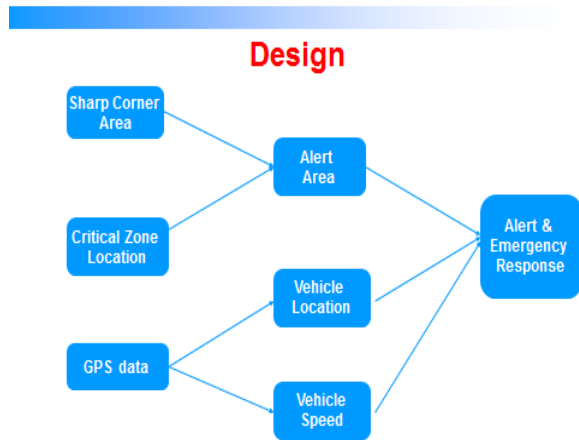 Design
Sharp Corner
Area
Alert
Area
Critical Zone
Location
Alert &
Emergency
Response
Vehicle
Location
GPS data
Vehicle
Speed